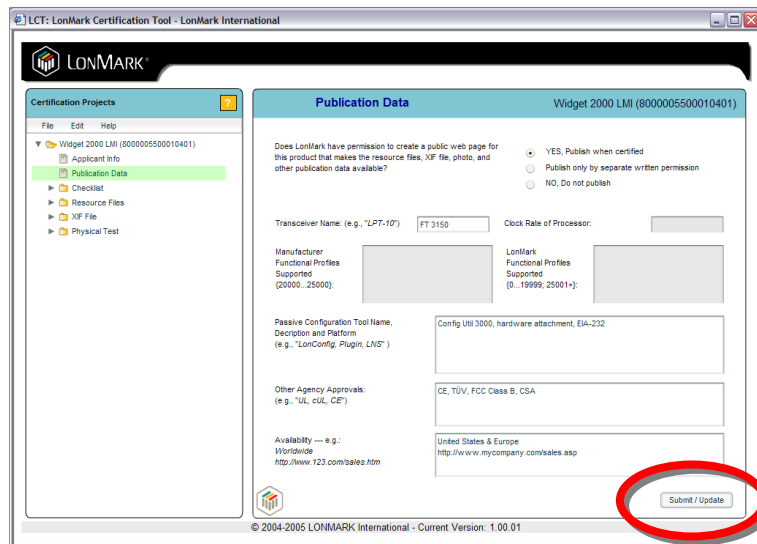 LCT: LonMark Certification Tool - LonMark International
LONMARK®
Certification Projects
?
File Edit Help
Widget 2000 LMI (8000005500010401)
Applicant Info
Publication Data
Checklist
Resource Files
XIF File
Physical Test
Publication Data
Widget 2000 LMI (8000005500010401)
Does LonMark have permission to create a public web page for
this product that makes the resource files, XIF file, photo, and
other publication data available?
YES, Publish when certified
Publish only by separate written permission
NO, Do not publish
Transceiver Name: (e.g., "LPT-10")
FT 3150
Clock Rate of Processor:
Manufacturer
Functional Profiles
Supported
{20000...25000}:
LonMark
Functional Profiles
Supported
{0...19999; 25001+}:
Passive Configuration Tool Name,
Decription and Platform
(e.g., "LonConfig, Plugin, LNS" )
Config Util 3000, hardware attachment, EIA-232
Other Agency Approvals:
(e.g., "UL, cUL, CE")
CE, TÜV, FCC Class B, CSA
Availability --- e.g.:
Worldwide
http://www.123.com/sales.htm
United States & Europe
http://www.mycompany.com/sales.asp
Submit / Update
© 2004-2005 LONMARK International - Current Version: 1.00.01